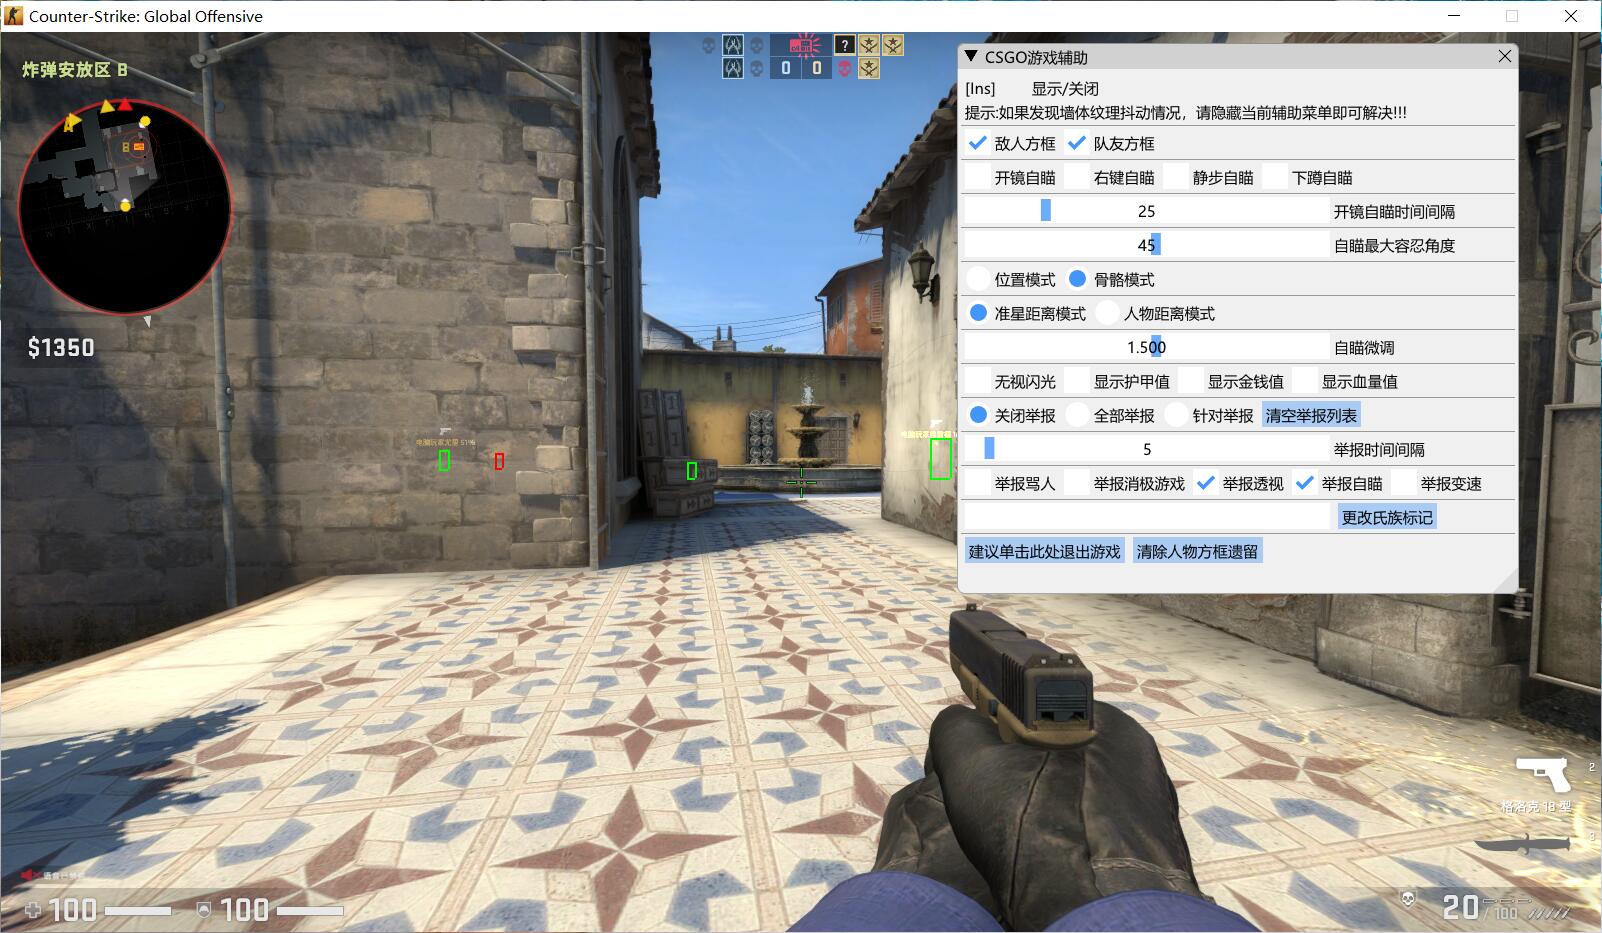 Counter-Strike: Global Offensive
炸弹安放区 B
B
$1350
?
0 0
CSGO游戏辅助
[Ins] 显示/关闭
提示:如果发现墙体纹理抖动情况，请隐藏当前辅助菜单即可解决!!!
敌人方框 队友方框
开镜自瞄 右键自瞄 静步自瞄 下蹲自瞄
25 开镜自瞄时间间隔
45 自瞄最大容忍角度
位置模式 骨骼模式
准星距离模式 人物距离模式
1.500 自瞄微调
无视闪光 显示护甲值 显示金钱值 显示血量值
关闭举报 全部举报 针对举报 清空举报列表
5 举报时间间隔
举报骂人 举报消极游戏 举报透视 举报自瞄 举报变速
更改氏族标记
建议单击此处退出游戏 清除人物方框遗留
2
格洛克 18 型
3
100 100
20 / 100